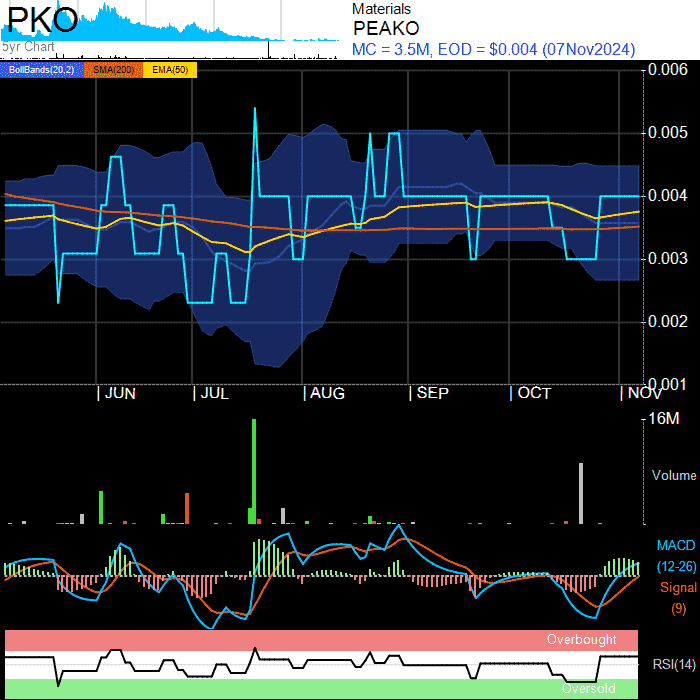 PKO
5yr Chart
Materials
PEAKO
MC = 3.5M, EOD = $0.004 (07Nov2024)
BollBands(20,2) SMA(200) EMA(50)
0.006
0.005
0.004
0.003
0.002
0.001
JUN JUL AUG SEP OCT NOV
16M
Volume
MACD
(12-26)
Signal
(9)
Overbought
RSI(14)
Oversold